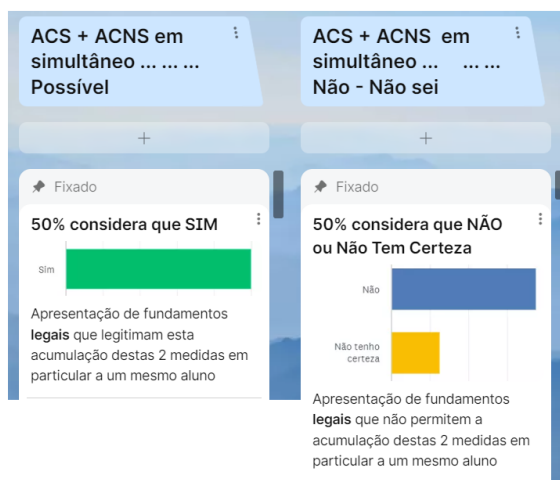 ACS + ACNS em
simultâneo ... ... ...
Possível
+
Fixado
50% considera que SIM
Sim
Apresentação de fundamentos
legais que legitimam esta
acumulação destas 2 medidas em
particular a um mesmo aluno
ACS + ACNS em
simultâneo ... ... ...
Não - Não sei
+
Fixado
50% considera que NÃO
ou Não Tem Certeza
Não
Não tenho
certeza
Apresentação de fundamentos
legais que não permitem a
acumulação destas 2 medidas em
particular a um mesmo aluno